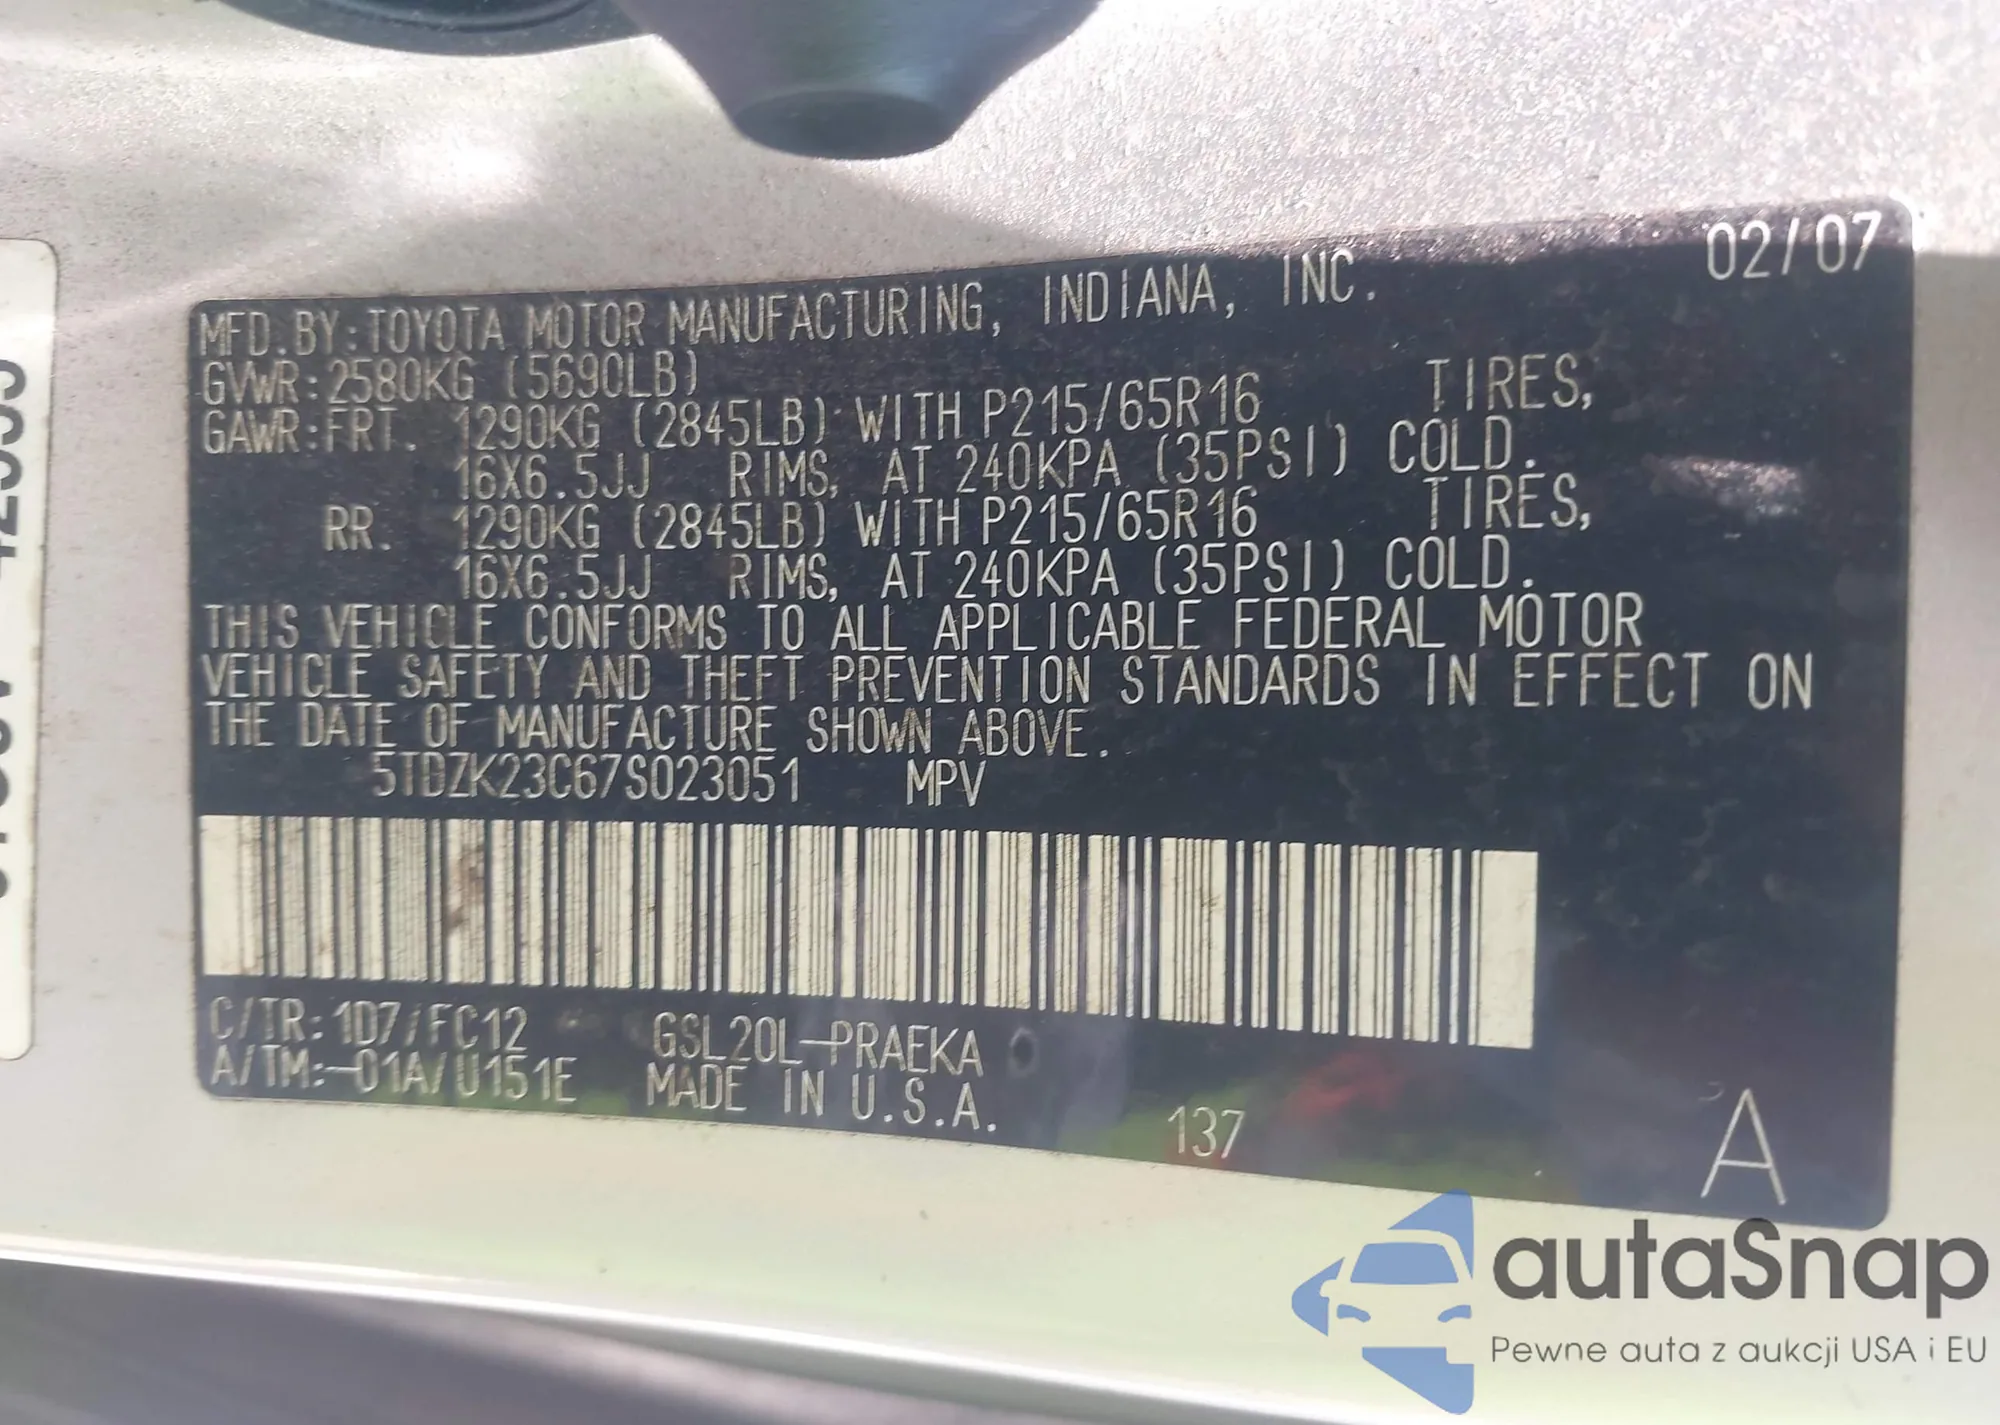 02/07
MFD.BY:TOYOTA MOTOR MANUFACTURING, INDIANA, INC.
GVWR:2580KG (5690LB)
GAWR:FRT. 1290KG (2845LB) WITH P215/65R16 TIRES,
16X6.5JJ RIMS, AT 240KPA (35PSI) COLD.
RR. 1290KG (2845LB) WITH P215/65R16 TIRES,
16X6.5JJ RIMS, AT 240KPA (35PSI) COLD.
THIS VEHICLE CONFORMS TO ALL APPLICABLE FEDERAL MOTOR
VEHICLE SAFETY AND THEFT PREVENTION STANDARDS IN EFFECT ON
THE DATE OF MANUFACTURE SHOWN ABOVE.
5TDZK23C67S023051 MPV
C/TR:1D7/FC12 GSL20L-PRAEKA
A/TM:-01A/U151E MADE IN U.S.A.
137
A
autaSnap
Pewne auta z aukcji USA i EU